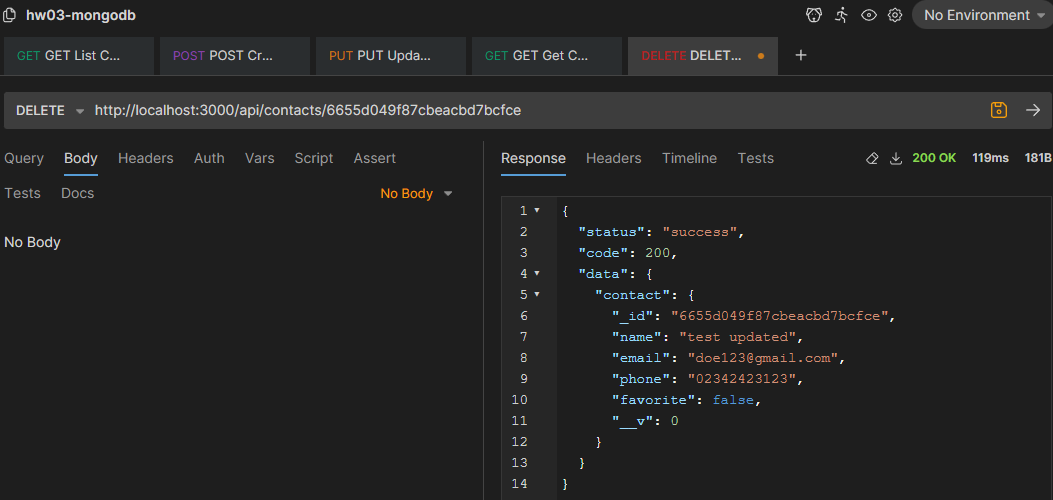 hw03-mongodb
No Environment
GET GET List C...
POST POST Cr...
PUT PUT Upda...
GET GET Get C...
DELETE DELET...
DELETE http://localhost:3000/api/contacts/6655d049f87cbeacbd7bcfce
Query Body Headers Auth Vars Script Assert
Tests Docs
No Body
No Body
Response Headers Timeline Tests
200 OK 119ms 181B
1 {
2 "status": "success",
3 "code": 200,
4 "data": {
5 "contact": {
6 "_id": "6655d049f87cbeacbd7bcfce",
7 "name": "test updated",
8 "email": "doe123@gmail.com",
9 "phone": "02342423123",
10 "favorite": false,
11 "__v": 0
12 }
13 }
14 }